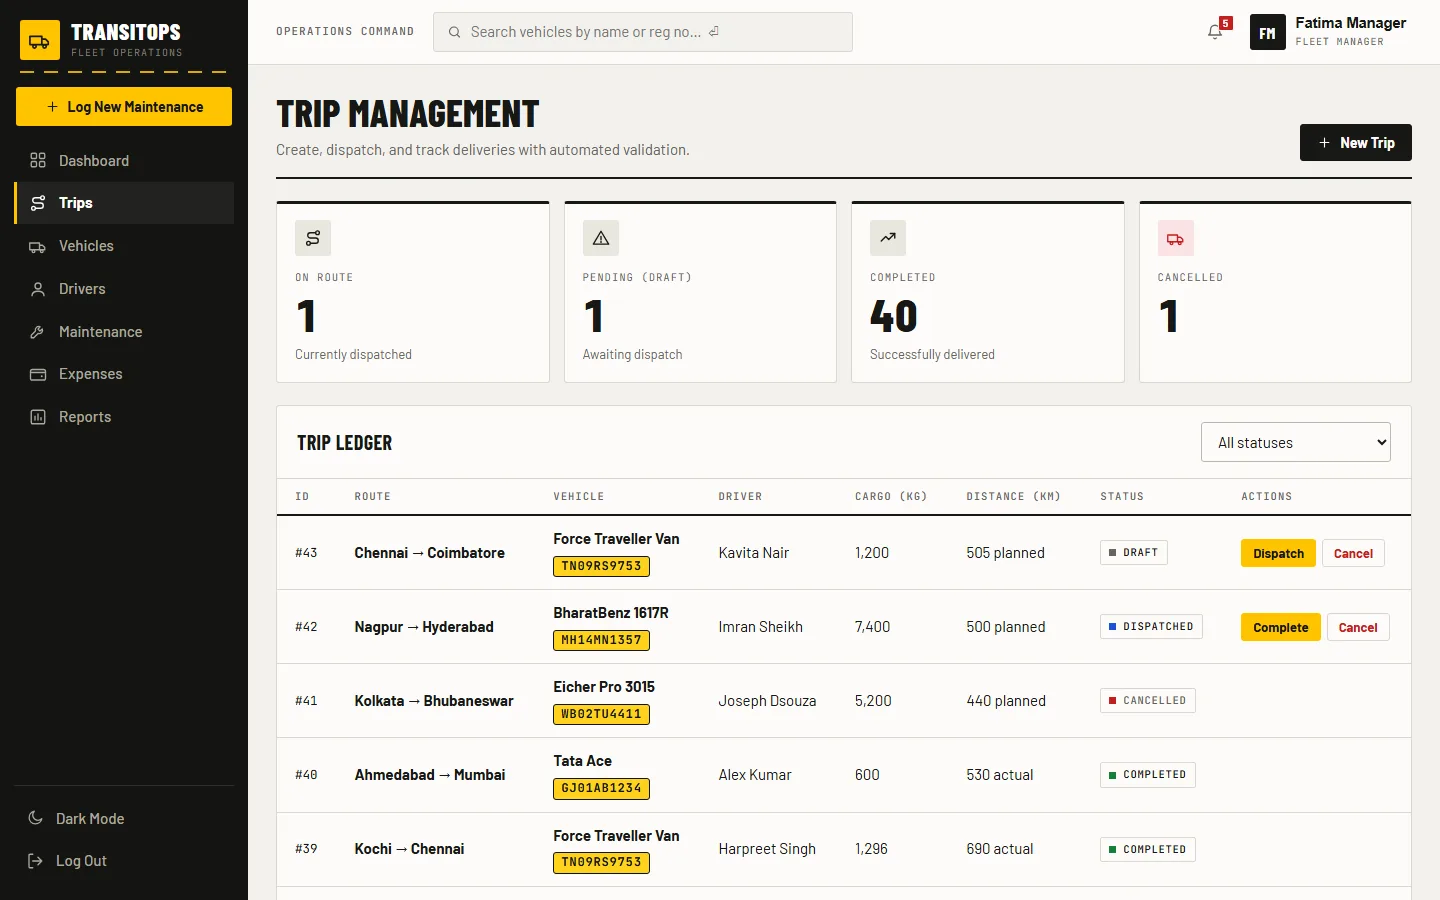 TRANSITOPS
FLEET OPERATIONS
Log New Maintenance
Dashboard
Trips
Vehicles
Drivers
Maintenance
Expenses
Reports
Dark Mode
Log Out
OPERATIONS COMMAND
Search vehicles by name or reg no... ⏎
5
FM
Fatima Manager
FLEET MANAGER
TRIP MANAGEMENT
Create, dispatch, and track deliveries with automated validation.
+ New Trip
ON ROUTE
1
Currently dispatched
PENDING (DRAFT)
1
Awaiting dispatch
COMPLETED
40
Successfully delivered
CANCELLED
1
TRIP LEDGER
All statuses
ID ROUTE VEHICLE DRIVER CARGO (KG) DISTANCE (KM) STATUS ACTIONS
#43 Chennai → Coimbatore Force Traveller Van TN09RS9753 Kavita Nair 1,200 505 planned DRAFT Dispatch Cancel
#42 Nagpur → Hyderabad BharatBenz 1617R MH14MN1357 Imran Sheikh 7,400 500 planned DISPATCHED Complete Cancel
#41 Kolkata → Bhubaneswar Eicher Pro 3015 WB02TU4411 Joseph Dsouza 5,200 440 planned CANCELLED
#40 Ahmedabad → Mumbai Tata Ace GJ01AB1234 Alex Kumar 600 530 actual COMPLETED
#39 Kochi → Chennai Force Traveller Van TN09RS9753 Harpreet Singh 1,296 690 actual COMPLETED